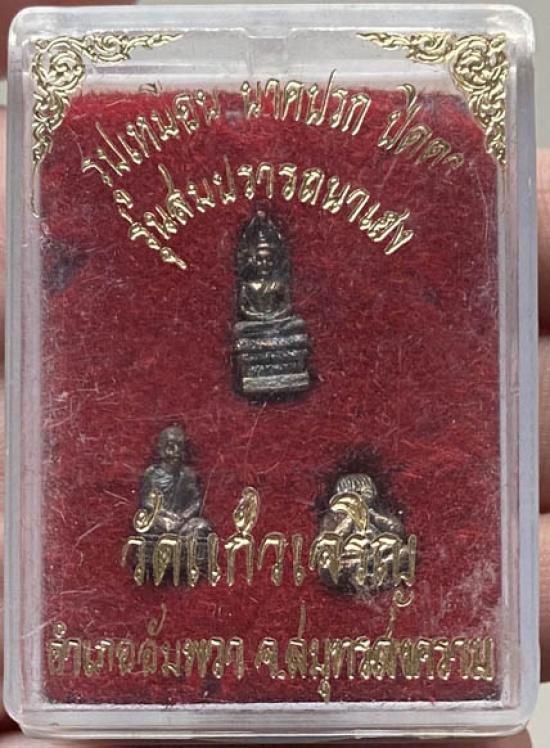 รูปเหมือน นาคปรก ปิดตา
รุ่นสมปรารถนาเฮง
วัดแก้วเจริญ
อำเภออัมพวา จ.สมุทรสงคราม